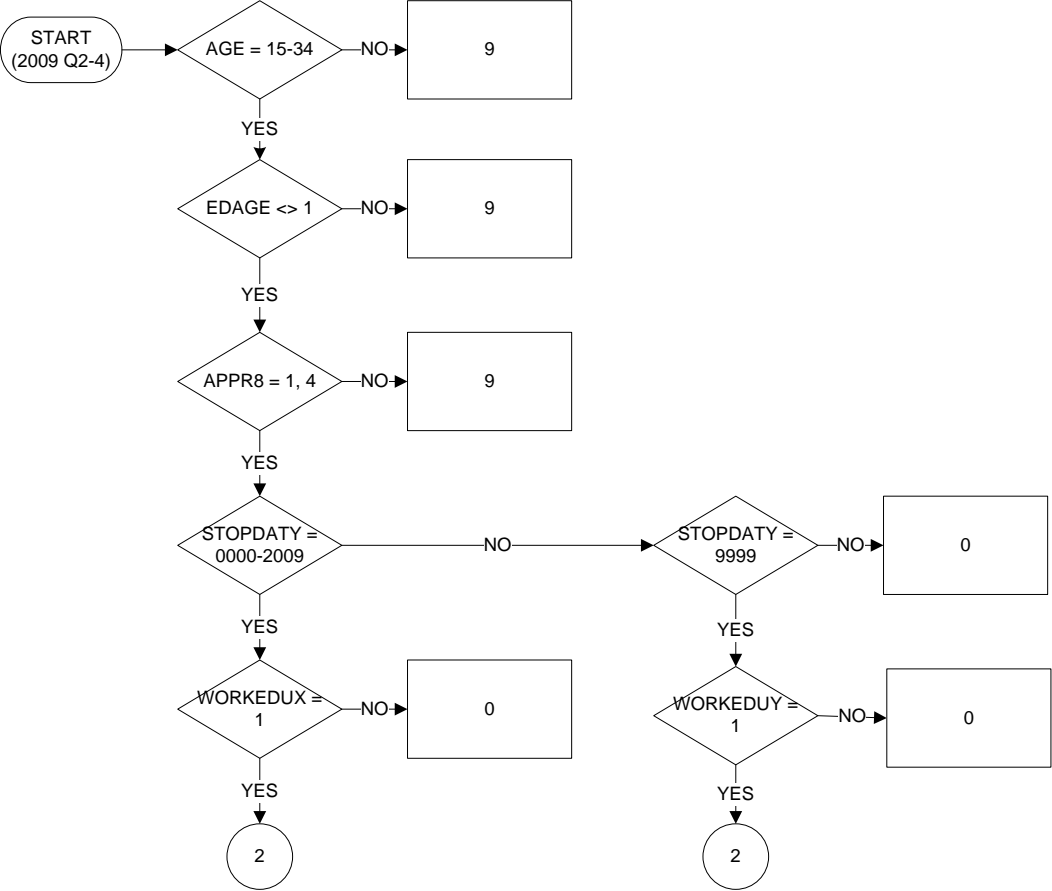 START
(2009 Q2-4)
AGE = 15-34
NO
9
YES
EDAGE <> 1
NO
9
YES
APPR8 = 1, 4
NO
9
YES
STOPDATY =
0000-2009
NO
STOPDATY =
9999
NO
0
YES
YES
WORKEDUX =
1
NO
0
WORKEDUY =
1
NO
0
YES
YES
2
2